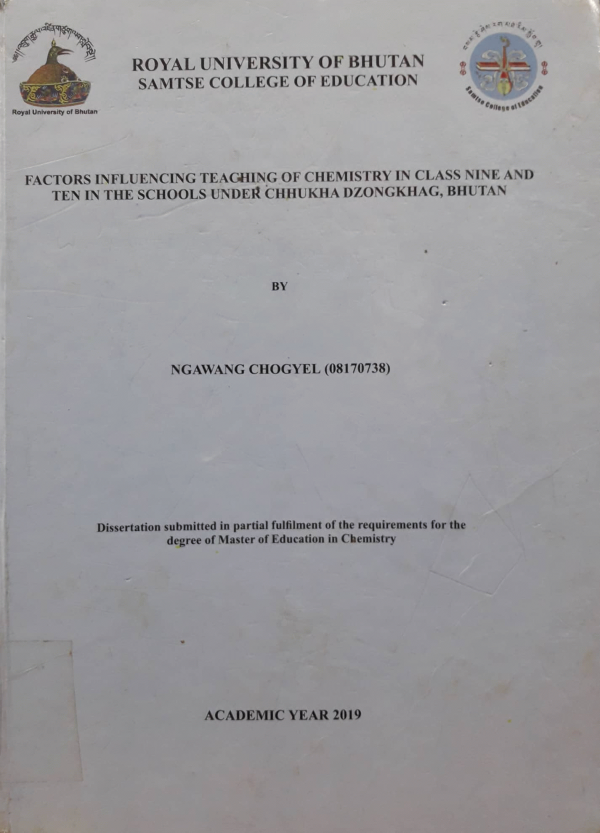 Royal University of Bhutan
ROYAL UNIVERSITY OF BHUTAN
SAMTSE COLLEGE OF EDUCATION
Samtse College of Education
FACTORS INFLUENCING TEACHING OF CHEMISTRY IN CLASS NINE AND
TEN IN THE SCHOOLS UNDER CHHUKHA DZONGKHAG, BHUTAN
BY
NGAWANG CHOGYEL (08170738)
Dissertation submitted in partial fulfilment of the requirements for the
degree of Master of Education in Chemistry
ACADEMIC YEAR 2019